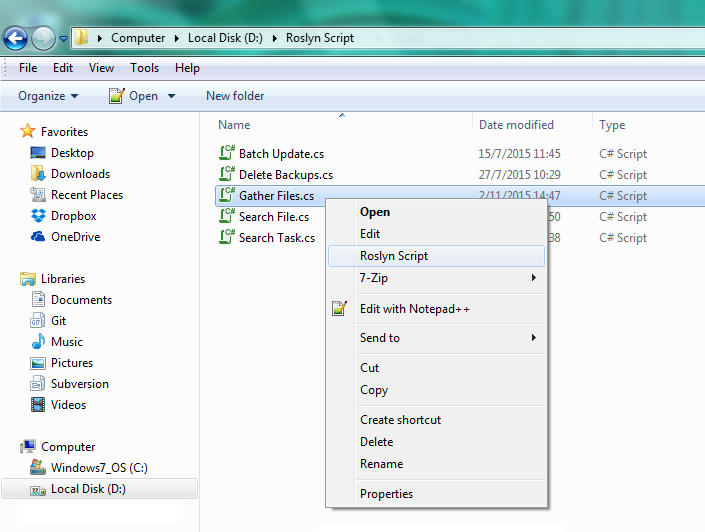 Computer Local Disk (D:) Roslyn Script
File Edit View Tools Help
Organize Open New folder
Favorites
Desktop
Downloads
Recent Places
Dropbox
OneDrive
Libraries
Documents
Git
Music
Pictures
Subversion
Videos
Computer
Windows7_OS (C:)
Local Disk (D:)
Name Date modified Type
Batch Update.cs 15/7/2015 11:45 C# Script
Delete Backups.cs 27/7/2015 10:29 C# Script
Gather Files.cs 2/11/2015 14:47 C# Script
Search File.cs 50 C# Script
Search Task.cs 38 C# Script
Open
Edit
Roslyn Script
7-Zip
Edit with Notepad++
Send to
Cut
Copy
Create shortcut
Delete
Rename
Properties